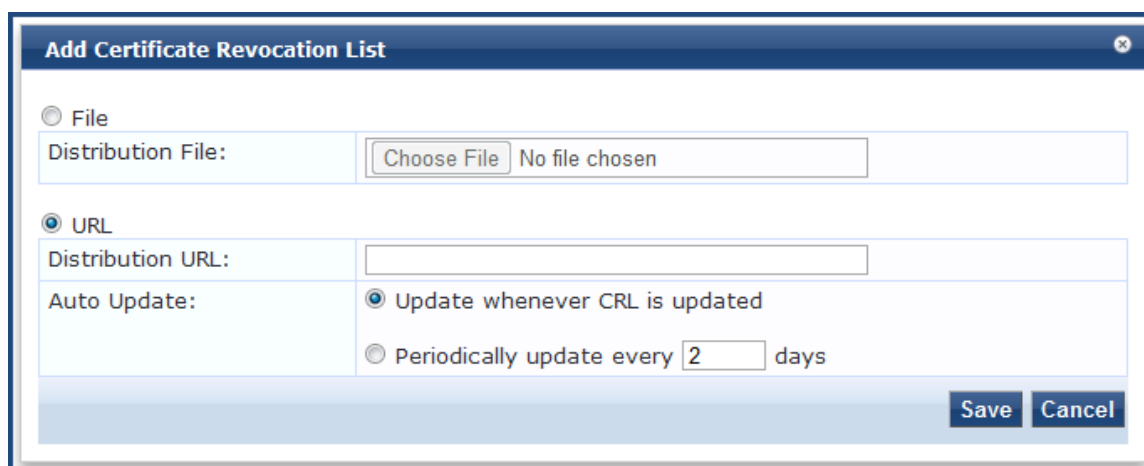 Add Certificate Revocation List
File
Distribution File:
Choose File No file chosen
URL
Distribution URL:
Auto Update:
Update whenever CRL is updated
Periodically update every 2 days
Save Cancel